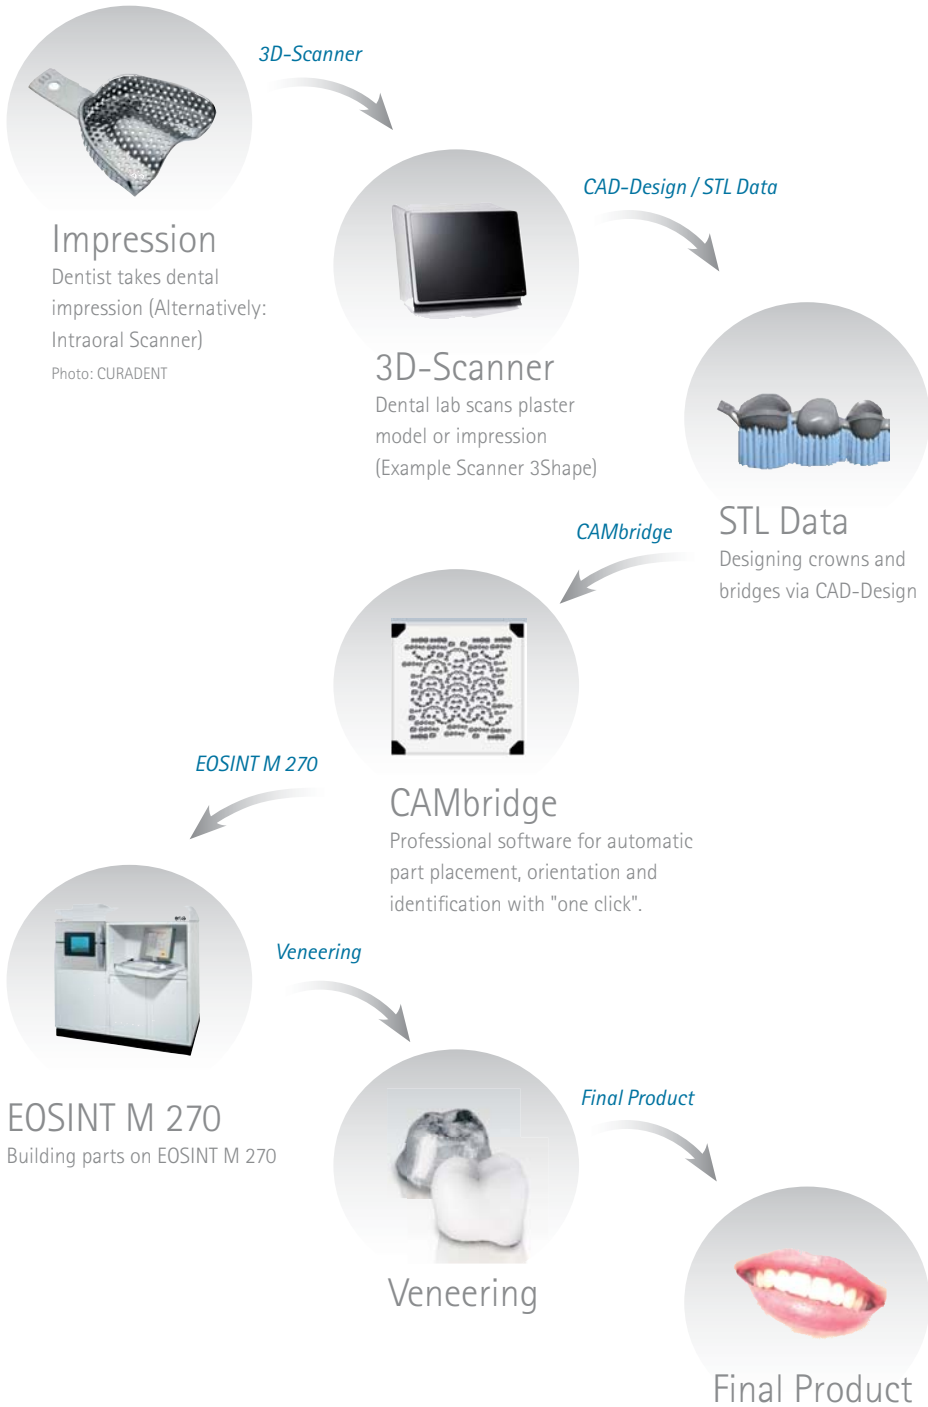 3D-Scanner
CAD-Design / STL Data
Impression
Dentist takes dental
impression (Alternatively:
Intraoral Scanner)
Photo: CURADENT
3D-Scanner
Dental lab scans plaster
model or impression
(Example Scanner 3Shape)
STL Data
Designing crowns and
bridges via CAD-Design
CAMbridge
EOSINT M 270
CAMbridge
Professional software for automatic
part placement, orientation and
identification with "one click".
Veneering
EOSINT M 270
Building parts on EOSINT M 270
Final Product
Veneering
Final Product